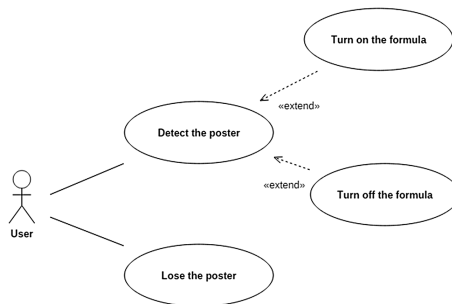 Turn on the formula
«extend»
Detect the poster
«extend»
Turn off the formula
User
Lose the poster